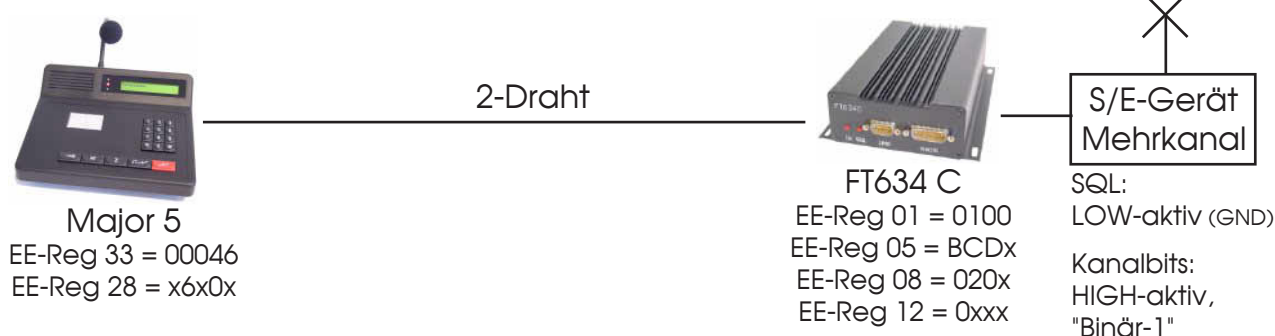 2-Draht
Major 5
EE-Reg 33 = 00046
EE-Reg 28 = x6x0x
FT634 C
EE-Reg 01 = 0100
EE-Reg 05 = BCDx
EE-Reg 08 = 020x
EE-Reg 12 = 0xxx
S/E-Gerät
Mehrkanal
SQL:
LOW-aktiv (GND)
Kanalbits:
HIGH-aktiv,
"Binär-1"